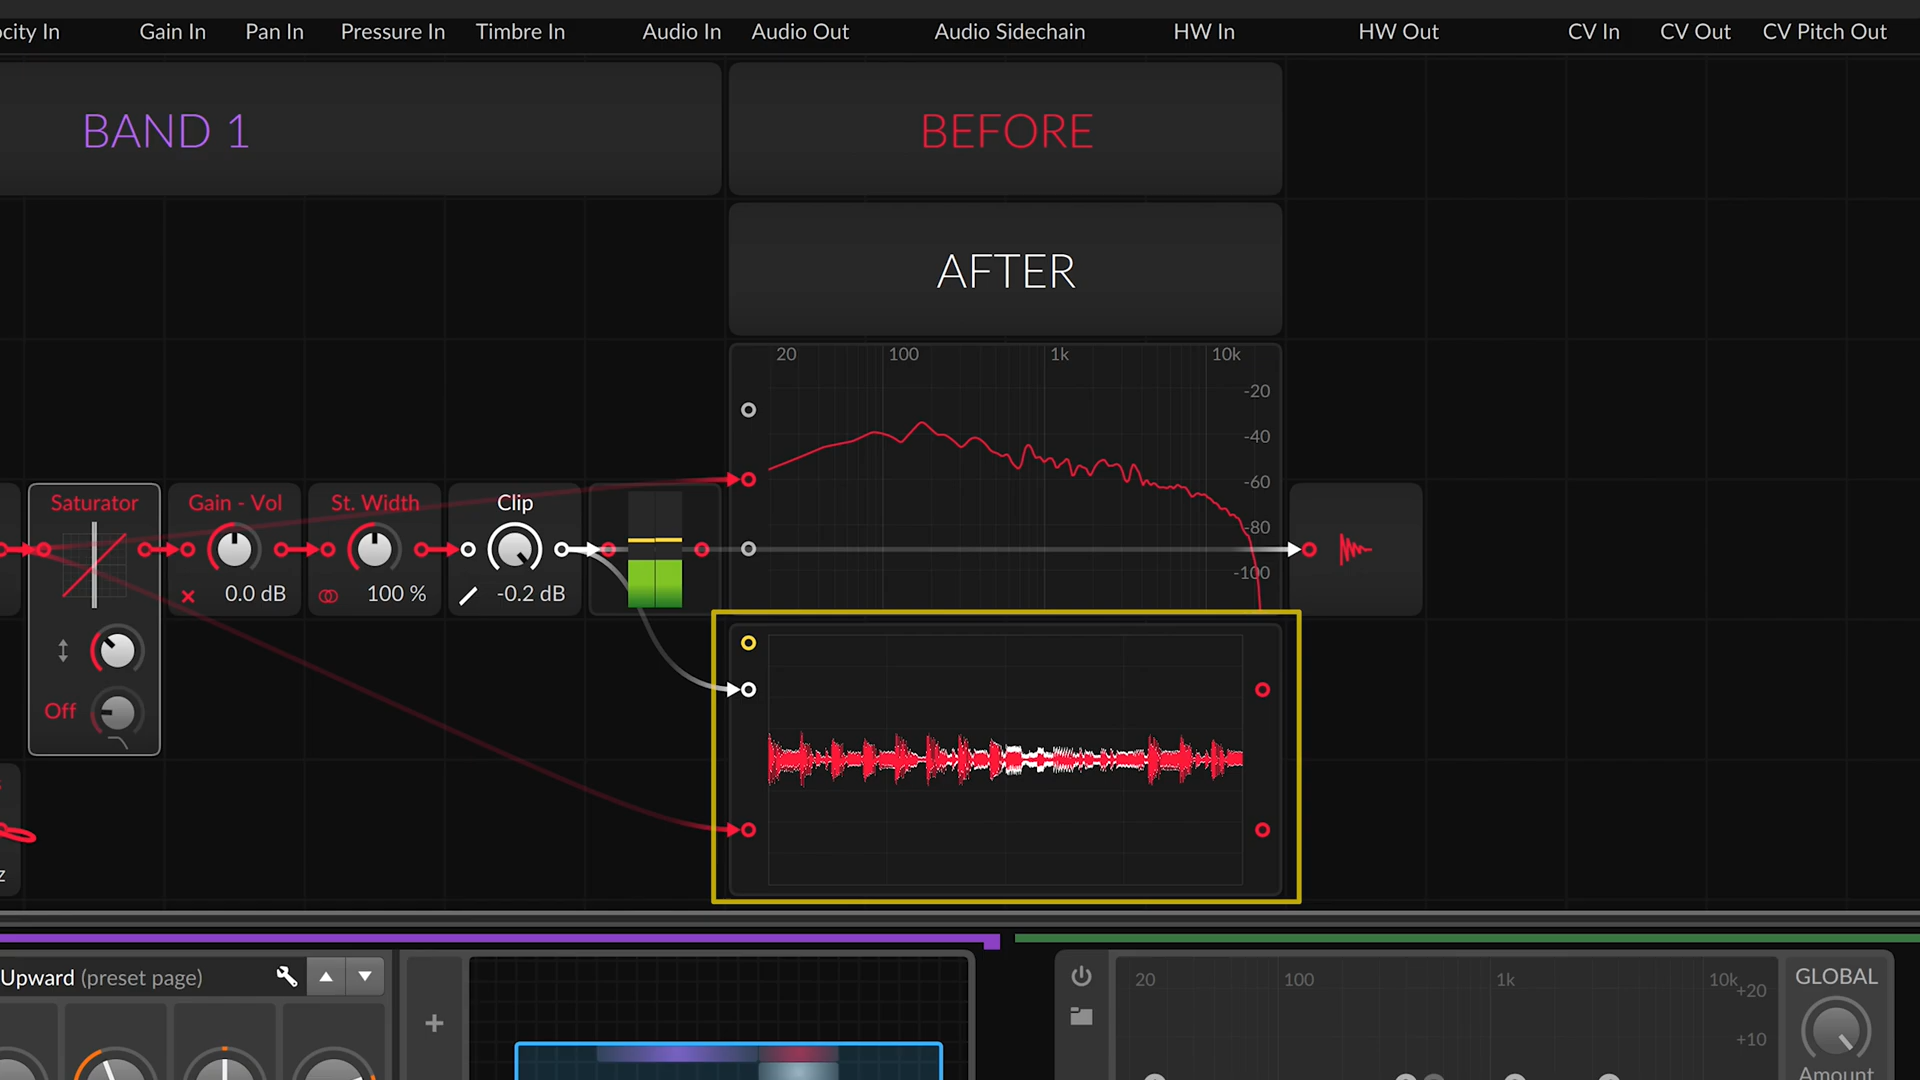 ocity In Gain In Pan In Pressure In Timbre In Audio In Audio Out Audio Sidechain HW In HW Out CV In CV Out CV Pitch Out
BAND 1
BEFORE
AFTER
20 100 1k 10k
-20
-40
-60
-80
-100
Saturator
Off
Gain - Vol
0.0 dB
St. Width
100 %
Clip
-0.2 dB
z
Upward (preset page)
20 100 1k 10k
+20
+10
GLOBAL
Amount